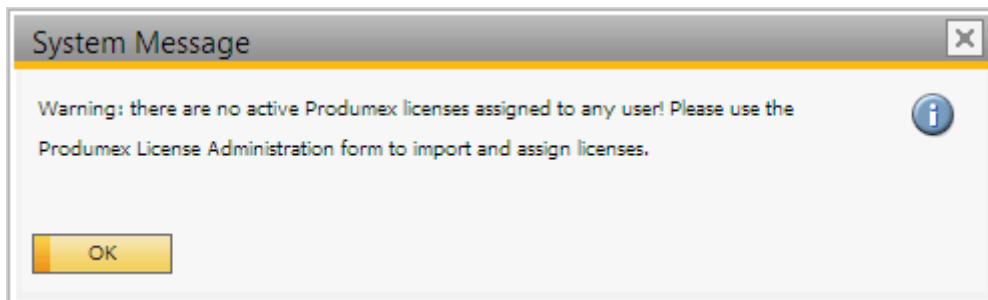 System Message
Warning: there are no active Produmex licenses assigned to any user! Please use the
Produmex License Administration form to import and assign licenses.
OK